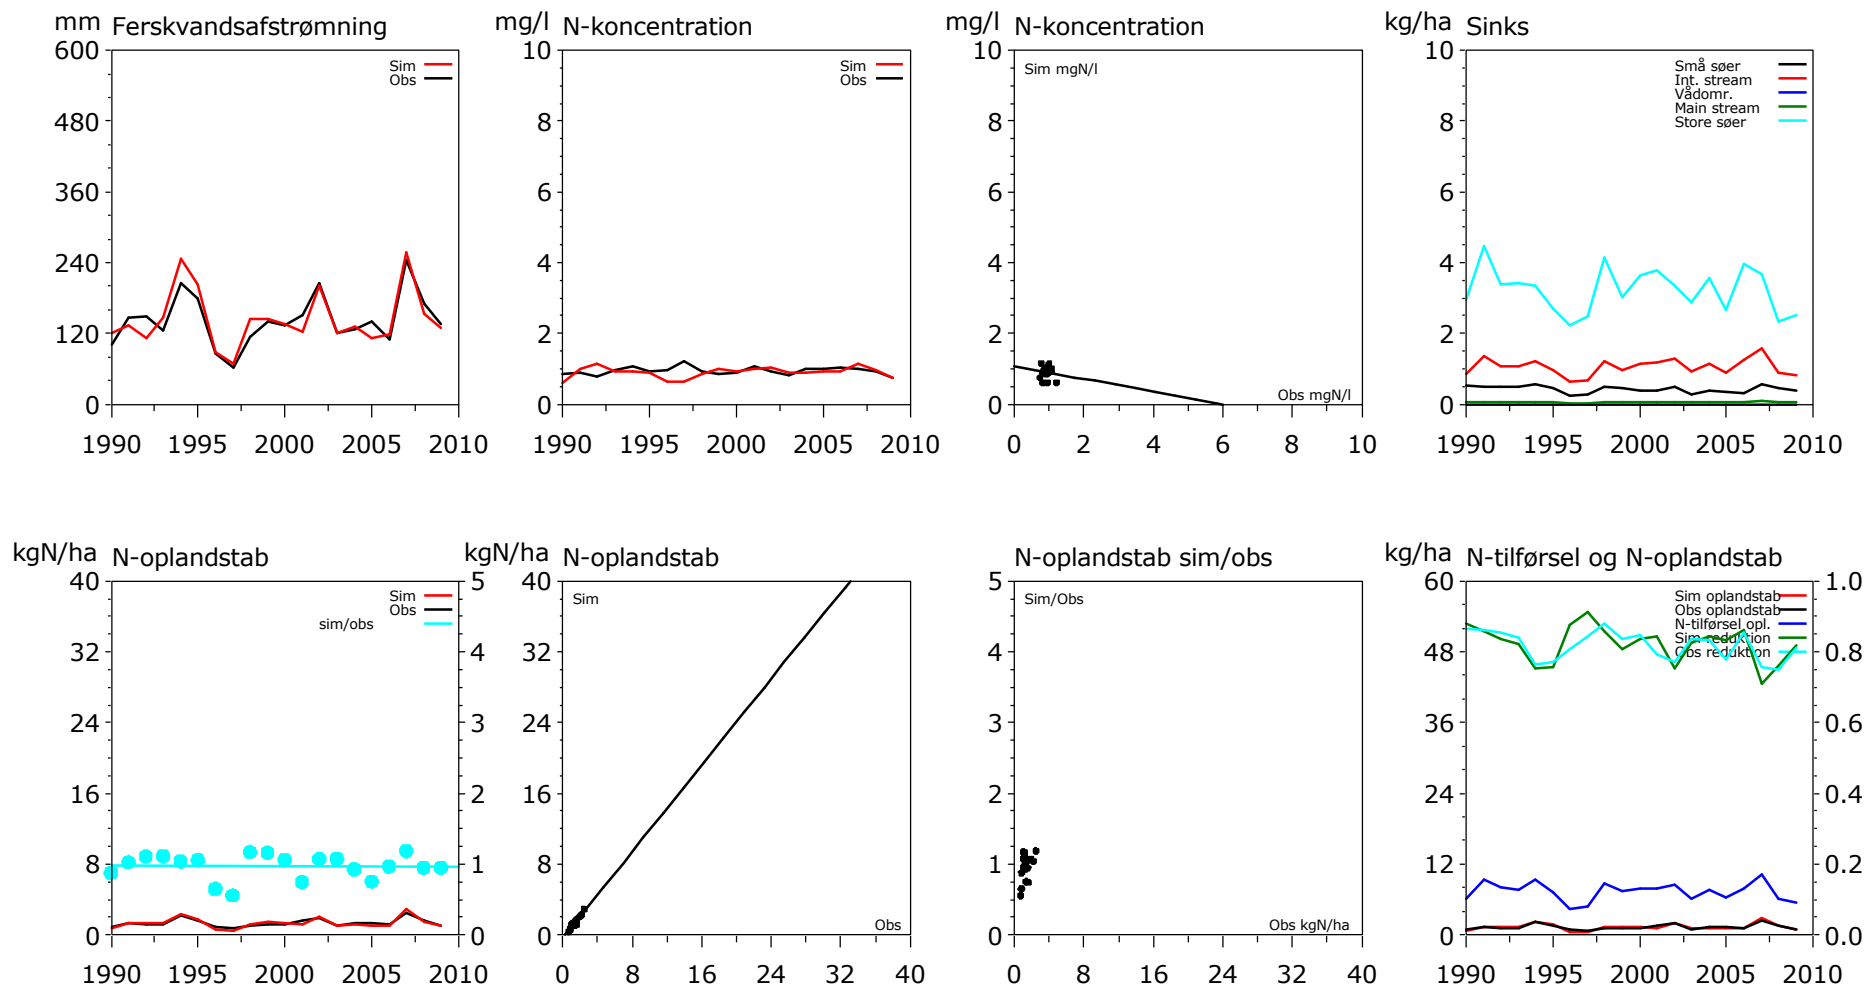 mm Ferskvandsafstrømning
600
480
360
240
120
0
Sim
Obs
1990 1995 2000 2005 2010
mg/l N-koncentration
10
8
6
4
2
0
Sim
Obs
1990 1995 2000 2005 2010
mg/l N-koncentration
10
8
6
4
2
0
Sim mgN/l
Obs mgN/l
0 2 4 6 8 10
kg/ha Sinks
10
8
6
4
2
0
Små søer
Int. stream
Vådomr.
Main stream
Store søer
1990 1995 2000 2005 2010
kgN/ha N-oplandstab
40
32
24
16
8
0
Sim
Obs
sim/obs
5
4
3
2
1
0
1990 1995 2000 2005 2010
kgN/ha N-oplandstab
40
32
24
16
8
0
Sim
Obs
0 8 16 24 32 40
N-oplandstab sim/obs
5
4
3
2
1
0
Sim/Obs
Obs kgN/ha
0 8 16 24 32 40
kg/ha N-tilførsel og N-oplandstab
60
48
36
24
12
0
Sim oplandstab
Obs oplandstab
N-tilførsel opl.
Sim reduktion
Obs reduktion
1.0
0.8
0.6
0.4
0.2
0.0
1990 1995 2000 2005 2010